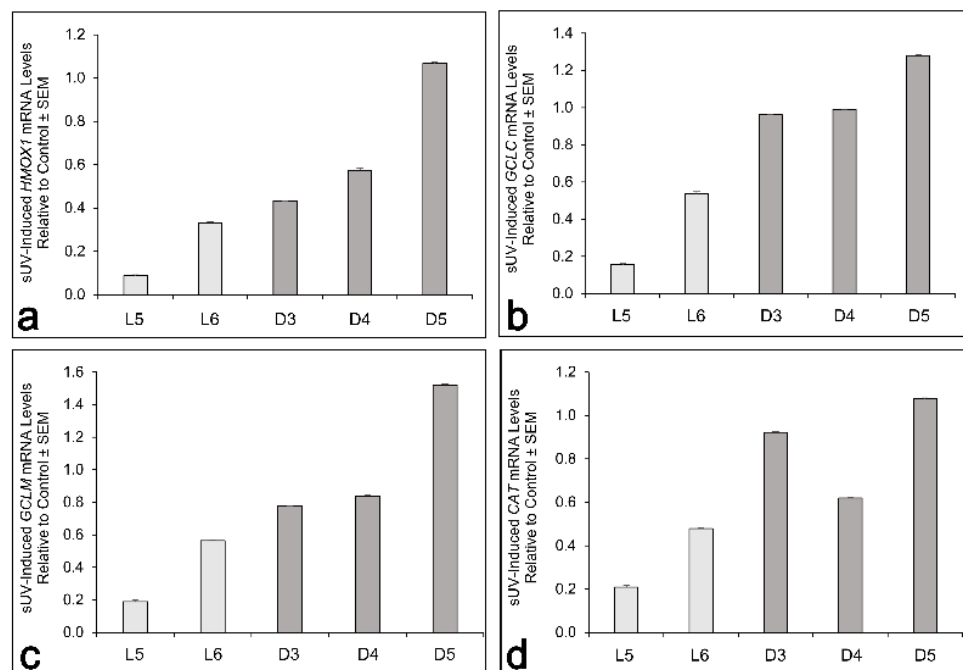 sUV-Induced HMOX1 mRNA Levels
Relative to Control ± SEM
1.2
1.0
0.8
0.6
0.4
0.2
0.0
L5 L6 D3 D4 D5
a
sUV-Induced GCLC mRNA Levels
Relative to Control ± SEM
1.4
1.2
1.0
0.8
0.6
0.4
0.2
0.0
L5 L6 D3 D4 D5
b
sUV-Induced GCLM mRNA Levels
Relative to Control ± SEM
1.6
1.4
1.2
1.0
0.8
0.6
0.4
0.2
0.0
L5 L6 D3 D4 D5
c
sUV-Induced CAT mRNA Levels
Relative to Control ± SEM
1.2
1.0
0.8
0.6
0.4
0.2
0.0
L5 L6 D3 D4 D5
d